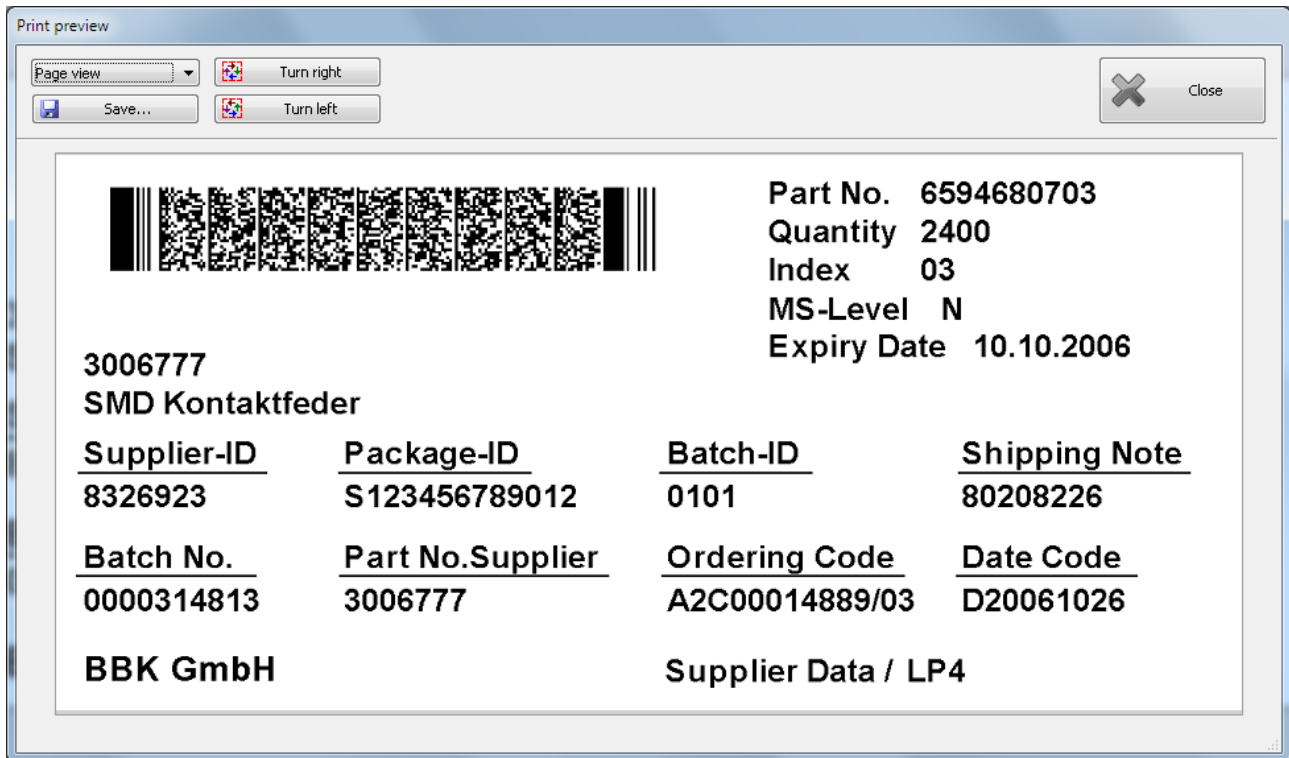 Print preview
Page view
Turn right
Save...
Turn left
Close
Part No. 6594680703
Quantity 2400
Index 03
MS-Level N
Expiry Date 10.10.2006
3006777
SMD Kontaktfeder
Supplier-ID Package-ID Batch-ID Shipping Note
8326923 S123456789012 0101 80208226
Batch No. Part No.Supplier Ordering Code Date Code
0000314813 3006777 A2C00014889/03 D20061026
BBK GmbH Supplier Data / LP4